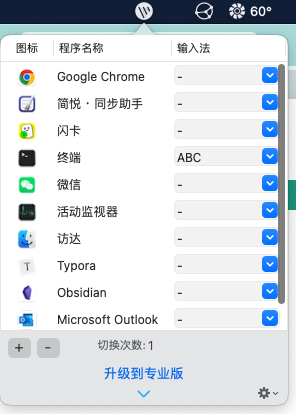 60°
图标 程序名称 输入法
Google Chrome -
简悦・同步助手 -
闪卡 -
终端 ABC
微信 -
活动监视器 -
访达 -
T Typora -
Obsidian -
Microsoft Outlook -
+ - 切换次数: 1
升级到专业版